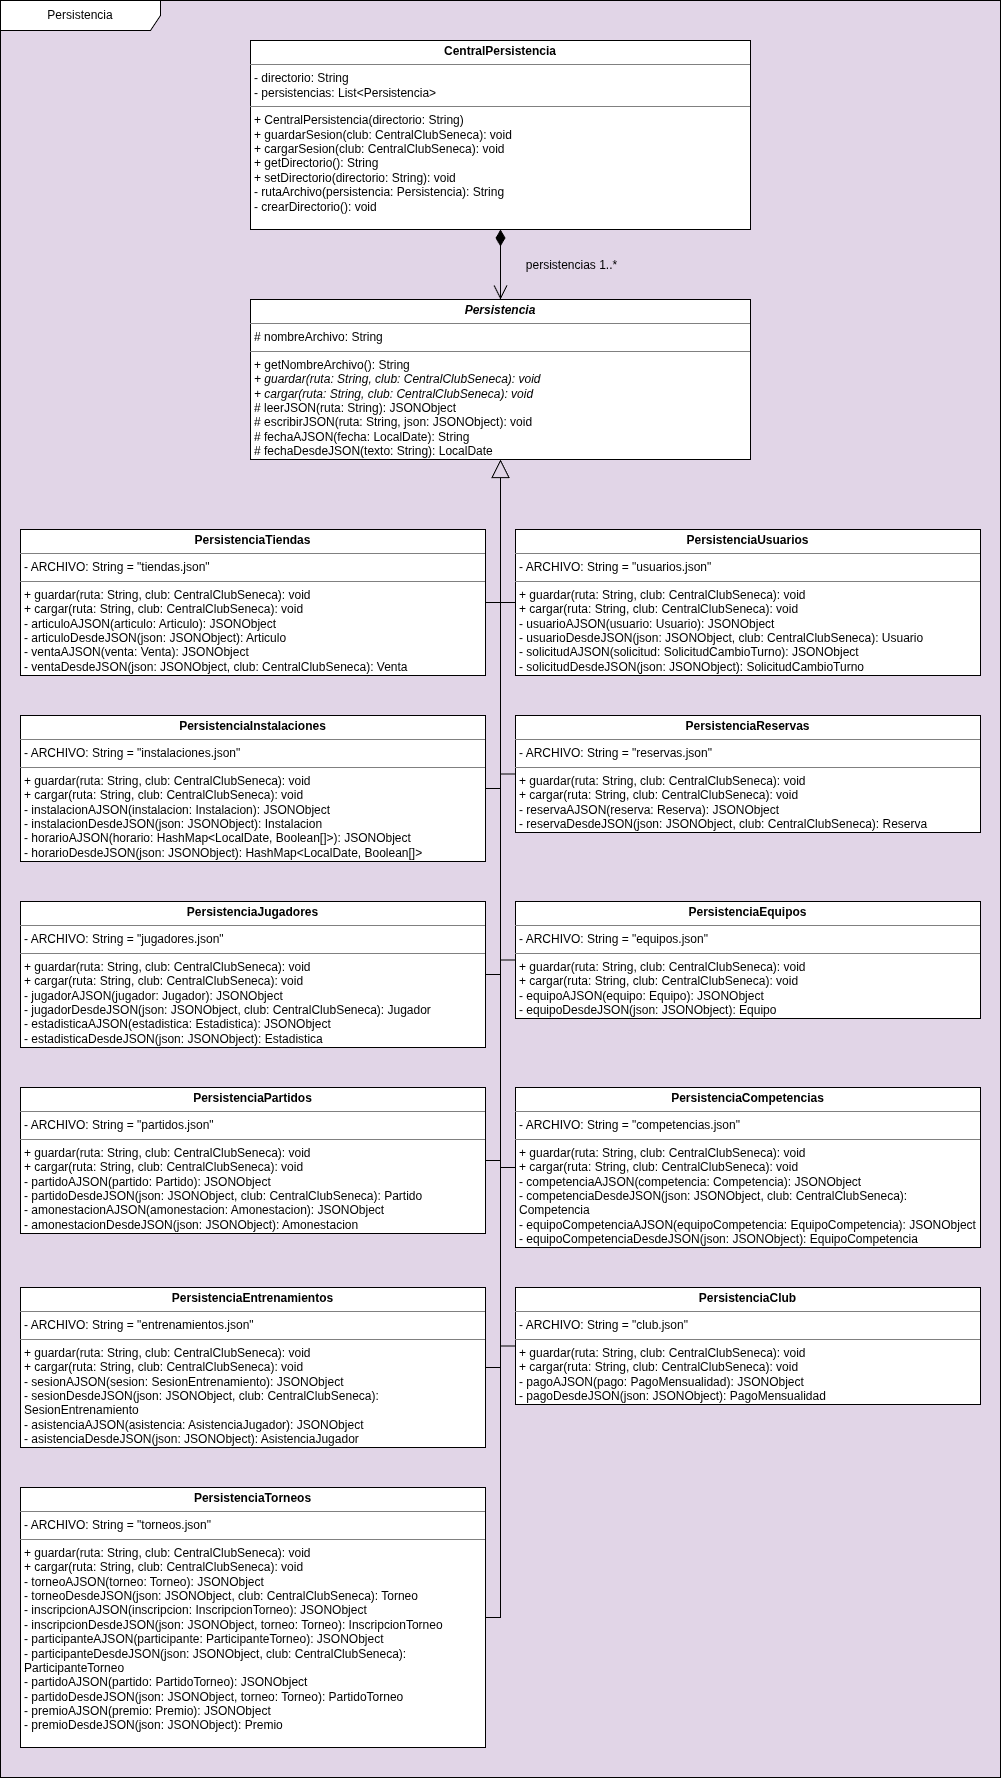 Persistencia
CentralPersistencia
- directorio: String
- persistencias: List<Persistencia>
+ CentralPersistencia(directorio: String)
+ guardarSesion(club: CentralClubSeneca): void
+ cargarSesion(club: CentralClubSeneca): void
+ getDirectorio(): String
+ setDirectorio(directorio: String): void
- rutaArchivo(persistencia: Persistencia): String
- crearDirectorio(): void
persistencias 1..*
Persistencia
# nombreArchivo: String
+ getNombreArchivo(): String
+ guardar(ruta: String, club: CentralClubSeneca): void
+ cargar(ruta: String, club: CentralClubSeneca): void
# leerJSON(ruta: String): JSONObject
# escribirJSON(ruta: String, json: JSONObject): void
# fechaAJSON(fecha: LocalDate): String
# fechaDesdeJSON(texto: String): LocalDate
PersistenciaTiendas
- ARCHIVO: String = "tiendas.json"
+ guardar(ruta: String, club: CentralClubSeneca): void
+ cargar(ruta: String, club: CentralClubSeneca): void
- articuloAJSON(articulo: Articulo): JSONObject
- articuloDesdeJSON(json: JSONObject): Articulo
- ventaAJSON(venta: Venta): JSONObject
- ventaDesdeJSON(json: JSONObject, club: CentralClubSeneca): Venta
PersistenciaUsuarios
- ARCHIVO: String = "usuarios.json"
+ guardar(ruta: String, club: CentralClubSeneca): void
+ cargar(ruta: String, club: CentralClubSeneca): void
- usuarioAJSON(usuario: Usuario): JSONObject
- usuarioDesdeJSON(json: JSONObject, club: CentralClubSeneca): Usuario
- solicitudAJSON(solicitud: SolicitudCambioTurno): JSONObject
- solicitudDesdeJSON(json: JSONObject): SolicitudCambioTurno
PersistenciaInstalaciones
- ARCHIVO: String = "instalaciones.json"
+ guardar(ruta: String, club: CentralClubSeneca): void
+ cargar(ruta: String, club: CentralClubSeneca): void
- instalacionAJSON(instalacion: Instalacion): JSONObject
- instalacionDesdeJSON(json: JSONObject): Instalacion
- horarioAJSON(horario: HashMap<LocalDate, Boolean[]>): JSONObject
- horarioDesdeJSON(json: JSONObject): HashMap<LocalDate, Boolean[]>
PersistenciaReservas
- ARCHIVO: String = "reservas.json"
+ guardar(ruta: String, club: CentralClubSeneca): void
+ cargar(ruta: String, club: CentralClubSeneca): void
- reservaAJSON(reserva: Reserva): JSONObject
- reservaDesdeJSON(json: JSONObject, club: CentralClubSeneca): Reserva
PersistenciaJugadores
- ARCHIVO: String = "jugadores.json"
+ guardar(ruta: String, club: CentralClubSeneca): void
+ cargar(ruta: String, club: CentralClubSeneca): void
- jugadorAJSON(jugador: Jugador): JSONObject
- jugadorDesdeJSON(json: JSONObject, club: CentralClubSeneca): Jugador
- estadisticaAJSON(estadistica: Estadistica): JSONObject
- estadisticaDesdeJSON(json: JSONObject): Estadistica
PersistenciaEquipos
- ARCHIVO: String = "equipos.json"
+ guardar(ruta: String, club: CentralClubSeneca): void
+ cargar(ruta: String, club: CentralClubSeneca): void
- equipoAJSON(equipo: Equipo): JSONObject
- equipoDesdeJSON(json: JSONObject): Equipo
PersistenciaPartidos
- ARCHIVO: String = "partidos.json"
+ guardar(ruta: String, club: CentralClubSeneca): void
+ cargar(ruta: String, club: CentralClubSeneca): void
- partidoAJSON(partido: Partido): JSONObject
- partidoDesdeJSON(json: JSONObject, club: CentralClubSeneca): Partido
- amonestacionAJSON(amonestacion: Amonestacion): JSONObject
- amonestacionDesdeJSON(json: JSONObject): Amonestacion
PersistenciaCompetencias
- ARCHIVO: String = "competencias.json"
+ guardar(ruta: String, club: CentralClubSeneca): void
+ cargar(ruta: String, club: CentralClubSeneca): void
- competenciaAJSON(competencia: Competencia): JSONObject
- competenciaDesdeJSON(json: JSONObject, club: CentralClubSeneca):
Competencia
- equipoCompetenciaAJSON(equipoCompetencia: EquipoCompetencia): JSONObject
- equipoCompetenciaDesdeJSON(json: JSONObject): EquipoCompetencia
PersistenciaEntrenamientos
- ARCHIVO: String = "entrenamientos.json"
+ guardar(ruta: String, club: CentralClubSeneca): void
+ cargar(ruta: String, club: CentralClubSeneca): void
- sesionAJSON(sesion: SesionEntrenamiento): JSONObject
- sesionDesdeJSON(json: JSONObject, club: CentralClubSeneca):
SesionEntrenamiento
- asistenciaAJSON(asistencia: AsistenciaJugador): JSONObject
- asistenciaDesdeJSON(json: JSONObject): AsistenciaJugador
PersistenciaClub
- ARCHIVO: String = "club.json"
+ guardar(ruta: String, club: CentralClubSeneca): void
+ cargar(ruta: String, club: CentralClubSeneca): void
- pagoAJSON(pago: PagoMensualidad): JSONObject
- pagoDesdeJSON(json: JSONObject): PagoMensualidad
PersistenciaTorneos
- ARCHIVO: String = "torneos.json"
+ guardar(ruta: String, club: CentralClubSeneca): void
+ cargar(ruta: String, club: CentralClubSeneca): void
- torneoAJSON(torneo: Torneo): JSONObject
- torneoDesdeJSON(json: JSONObject, club: CentralClubSeneca): Torneo
- inscripcionAJSON(inscripcion: InscripcionTorneo): JSONObject
- inscripcionDesdeJSON(json: JSONObject, torneo: Torneo): InscripcionTorneo
- participanteAJSON(participante: ParticipanteTorneo): JSONObject
- participanteDesdeJSON(json: JSONObject, club: CentralClubSeneca):
ParticipanteTorneo
- partidoAJSON(partido: PartidoTorneo): JSONObject
- partidoDesdeJSON(json: JSONObject, torneo: Torneo): PartidoTorneo
- premioAJSON(premio: Premio): JSONObject
- premioDesdeJSON(json: JSONObject): Premio